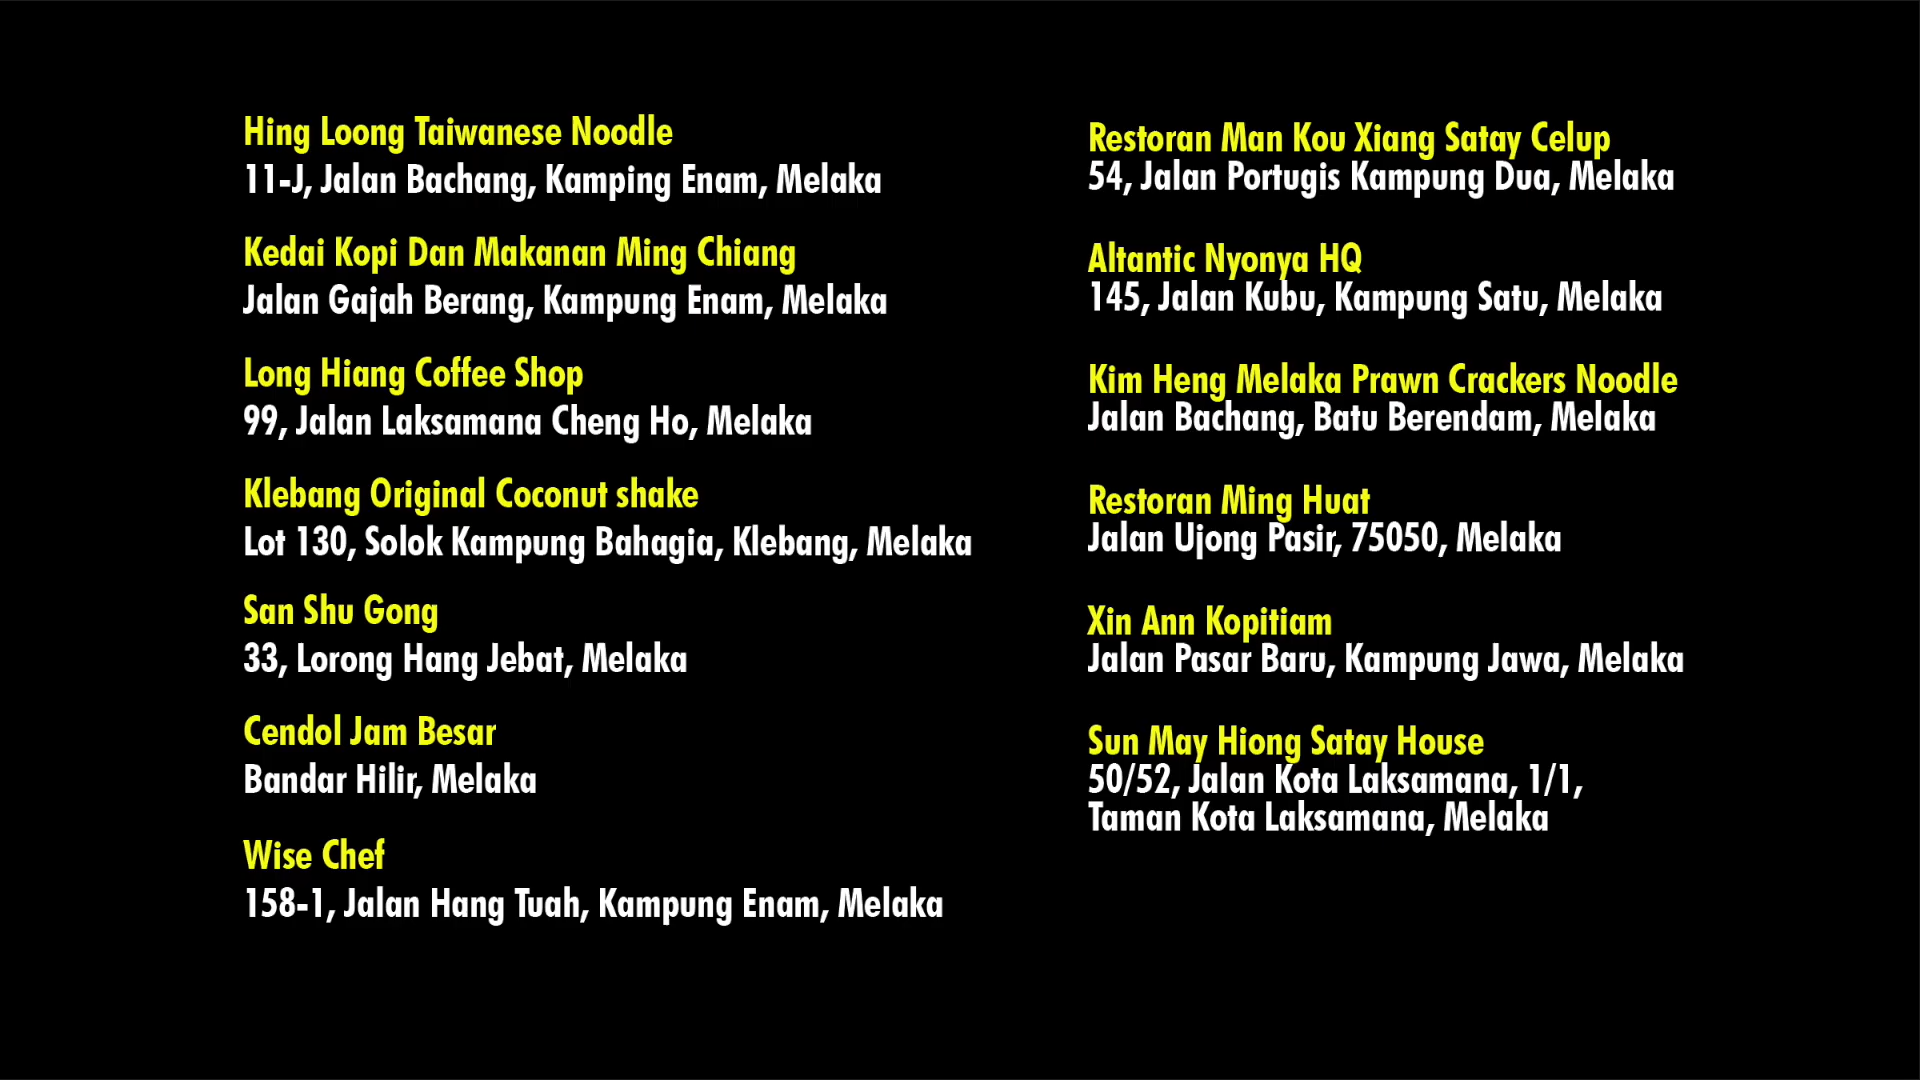 Hing Loong Taiwanese Noodle
11-J, Jalan Bachang, Kamping Enam, Melaka
Kedai Kopi Dan Makanan Ming Chiang
Jalan Gajah Berang, Kampung Enam, Melaka
Long Hiang Coffee Shop
99, Jalan Laksamana Cheng Ho, Melaka
Klebang Original Coconut shake
Lot 130, Solok Kampung Bahagia, Klebang, Melaka
San Shu Gong
33, Lorong Hang Jebat, Melaka
Cendol Jam Besar
Bandar Hilir, Melaka
Wise Chef
158-1, Jalan Hang Tuah, Kampung Enam, Melaka
Restoran Man Kou Xiang Satay Celup
54, Jalan Portugis Kampung Dua, Melaka
Altantic Nyonya HQ
145, Jalan Kubu, Kampung Satu, Melaka
Kim Heng Melaka Prawn Crackers Noodle
Jalan Bachang, Batu Berendam, Melaka
Restoran Ming Huat
Jalan Ujong Pasir, 75050, Melaka
Xin Ann Kopitiam
Jalan Pasar Baru, Kampung Jawa, Melaka
Sun May Hiong Satay House
50/52, Jalan Kota Laksamana, 1/1,
Taman Kota Laksamana, Melaka